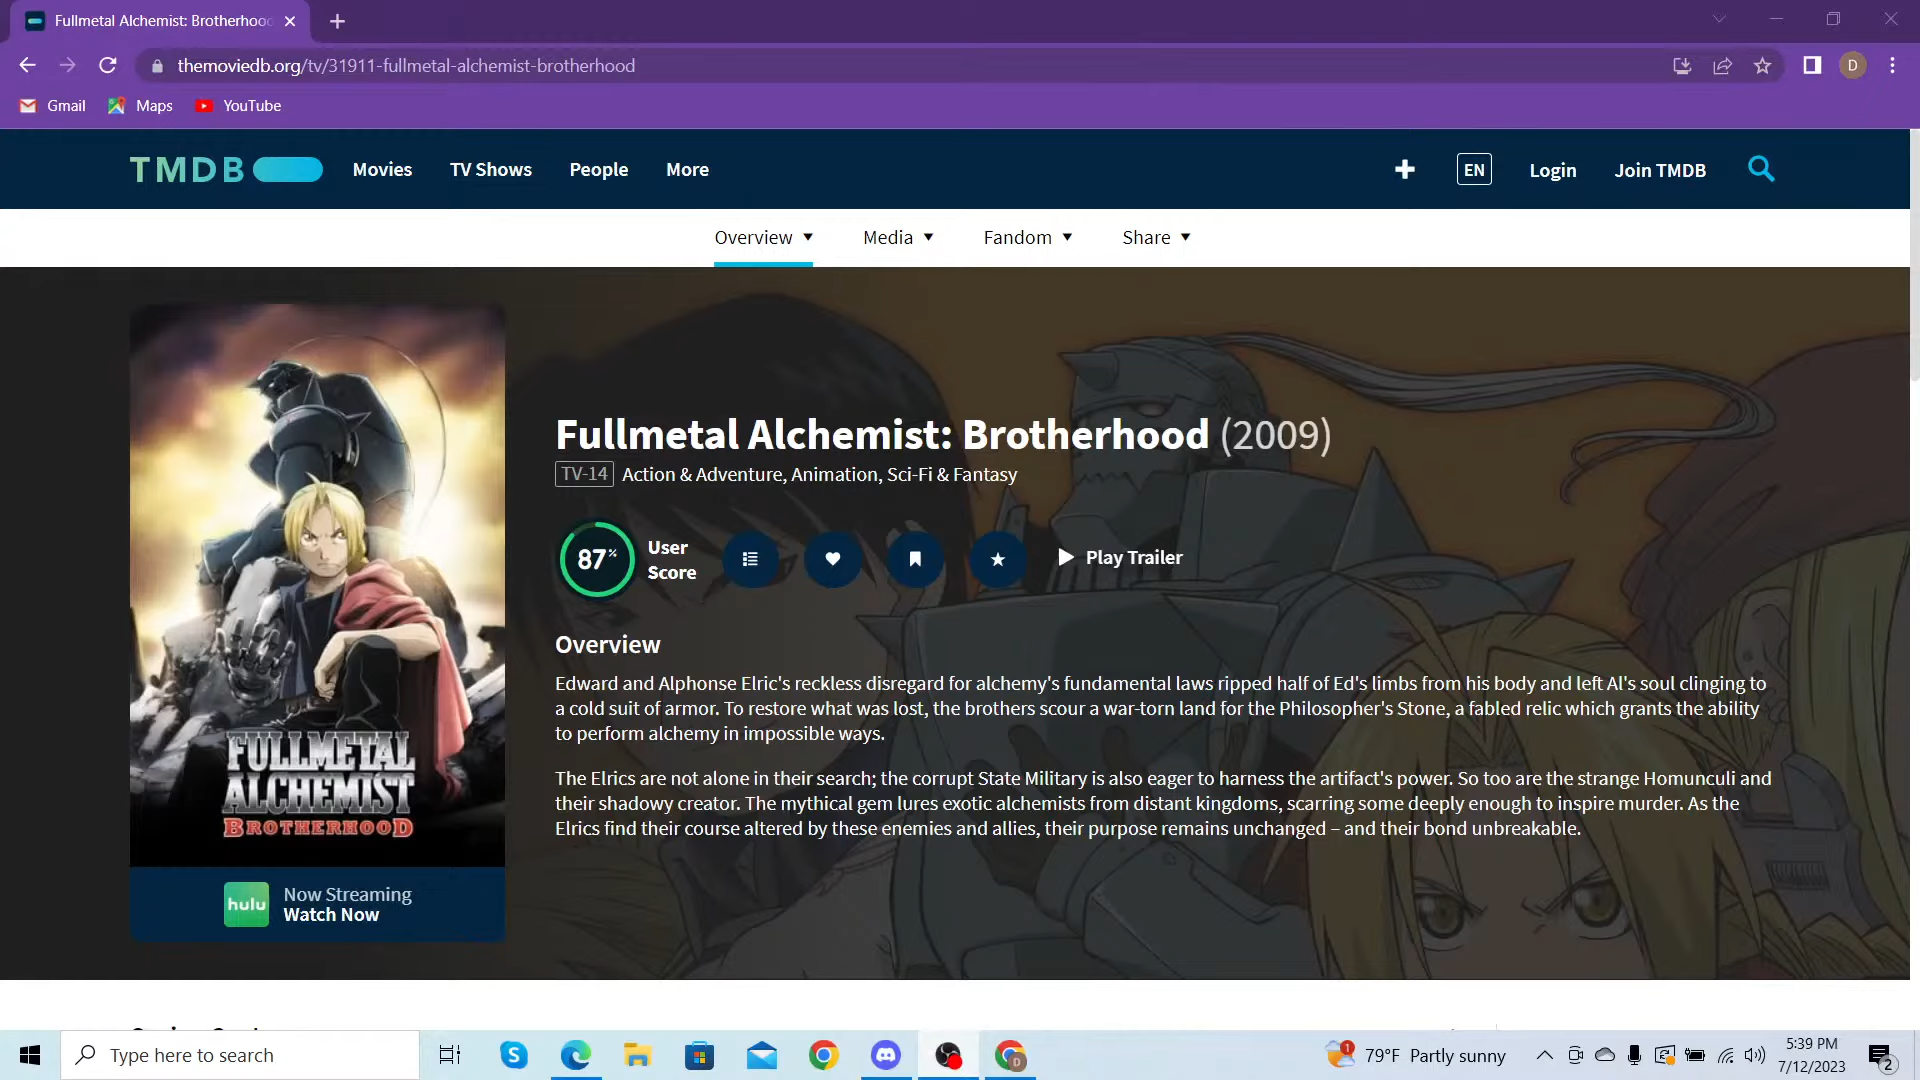 Fullmetal Alchemist: Brotherhood
themoviedb.org/tv/31911-fullmetal-alchemist-brotherhood
D
Gmail Maps YouTube
TMDB Movies TV Shows People More EN Login Join TMDB
Overview Media Fandom Share
Fullmetal Alchemist: Brotherhood (2009)
TV-14 Action & Adventure, Animation, Sci-Fi & Fantasy
87% User Score Play Trailer
Overview
Edward and Alphonse Elric's reckless disregard for alchemy's fundamental laws ripped half of Ed's limbs from his body and left Al's soul clinging to
a cold suit of armor. To restore what was lost, the brothers scour a war-torn land for the Philosopher's Stone, a fabled relic which grants the ability
to perform alchemy in impossible ways.
The Elrics are not alone in their search; the corrupt State Military is also eager to harness the artifact's power. So too are the strange Homunculi and
their shadowy creator. The mythical gem lures exotic alchemists from distant kingdoms, scarring some deeply enough to inspire murder. As the
Elrics find their course altered by these enemies and allies, their purpose remains unchanged – and their bond unbreakable.
FULLMETAL
ALCHEMIST
BROTHERHOOD
hulu Now Streaming
Watch Now
Type here to search
79°F Partly sunny
5:39 PM
7/12/2023
2